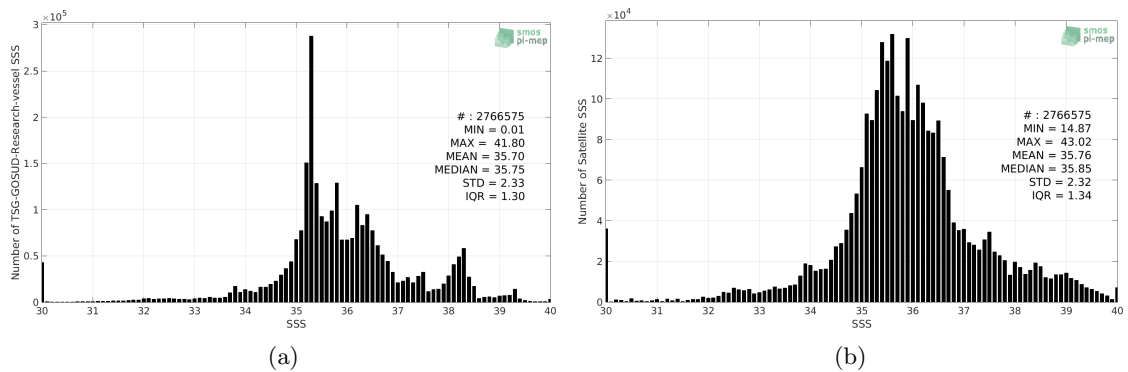 ×10⁵
3
2.5
2
1.5
1
0.5
0
Number of TSG-GOSUD-Research-vessel SSS
smos
pi-mep
# : 2766575
MIN = 0.01
MAX = 41.80
MEAN = 35.70
MEDIAN = 35.75
STD = 2.33
IQR = 1.30
30 31 32 33 34 35 36 37 38 39 40
SSS
(a)
×10⁴
12
10
8
6
4
2
0
Number of Satellite SSS
smos
pi-mep
# : 2766575
MIN = 14.87
MAX = 43.02
MEAN = 35.76
MEDIAN = 35.85
STD = 2.32
IQR = 1.34
30 31 32 33 34 35 36 37 38 39 40
SSS
(b)